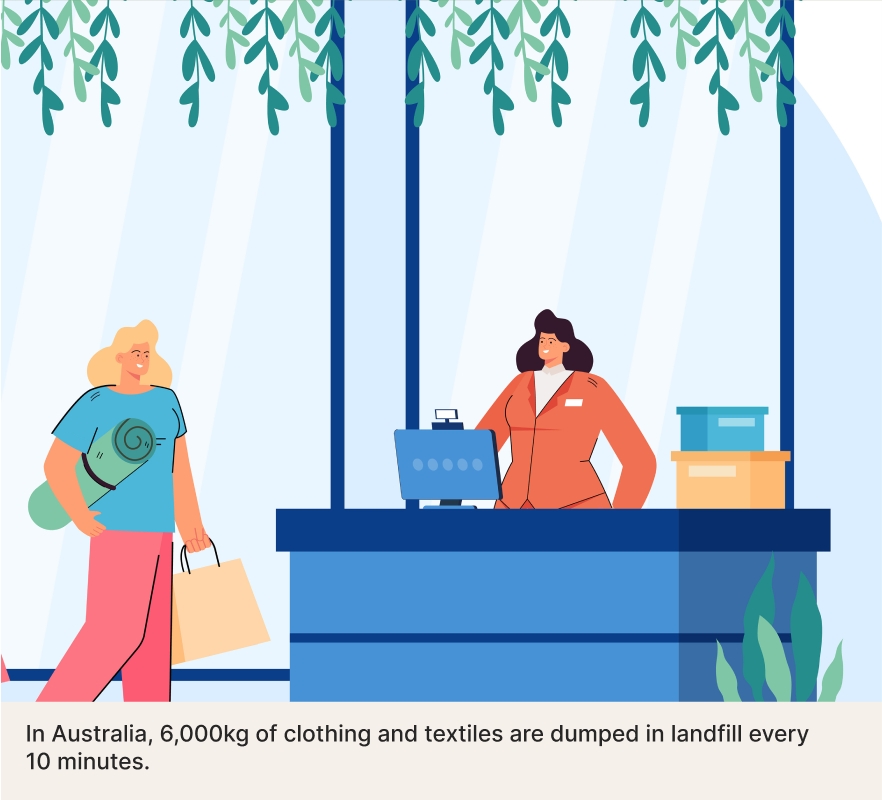 In Australia, 6,000kg of clothing and textiles are dumped in landfill every
10 minutes.